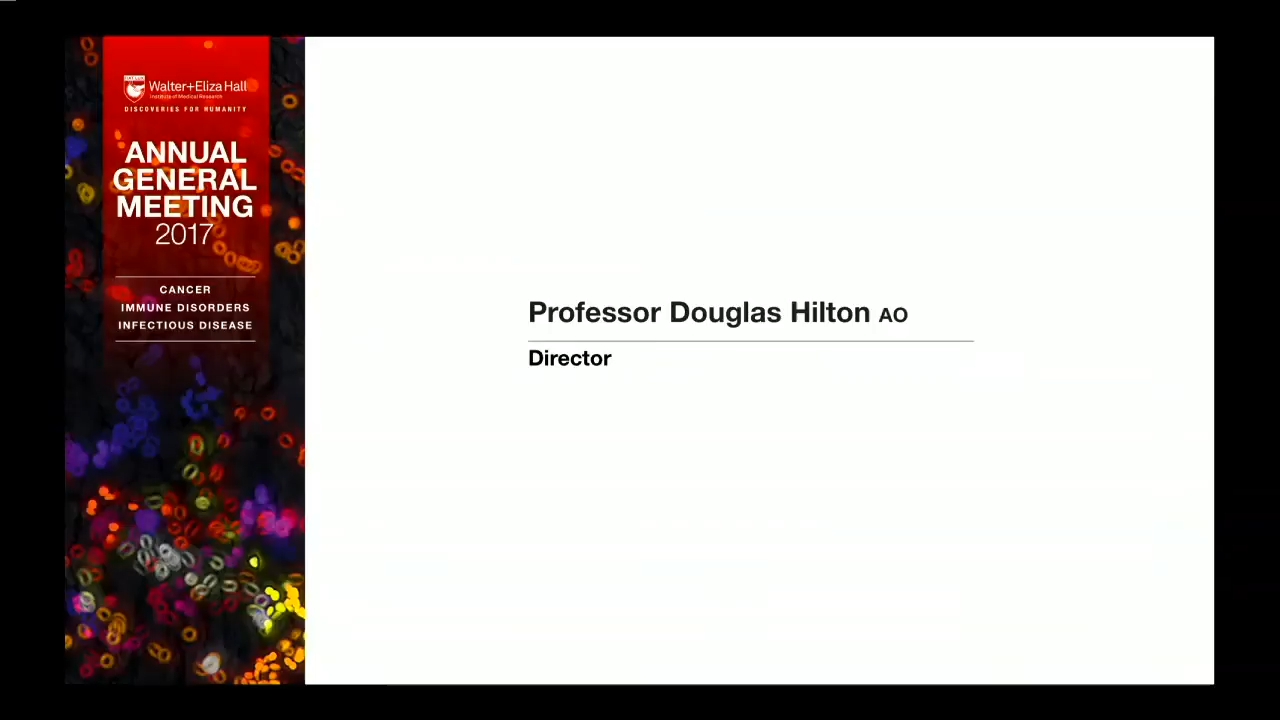 Walter+Eliza Hall
Institute of Medical Research
DISCOVERIES FOR HUMANITY
ANNUAL
GENERAL
MEETING
2017
CANCER
IMMUNE DISORDERS
INFECTIOUS DISEASE
Professor Douglas Hilton AO
Director